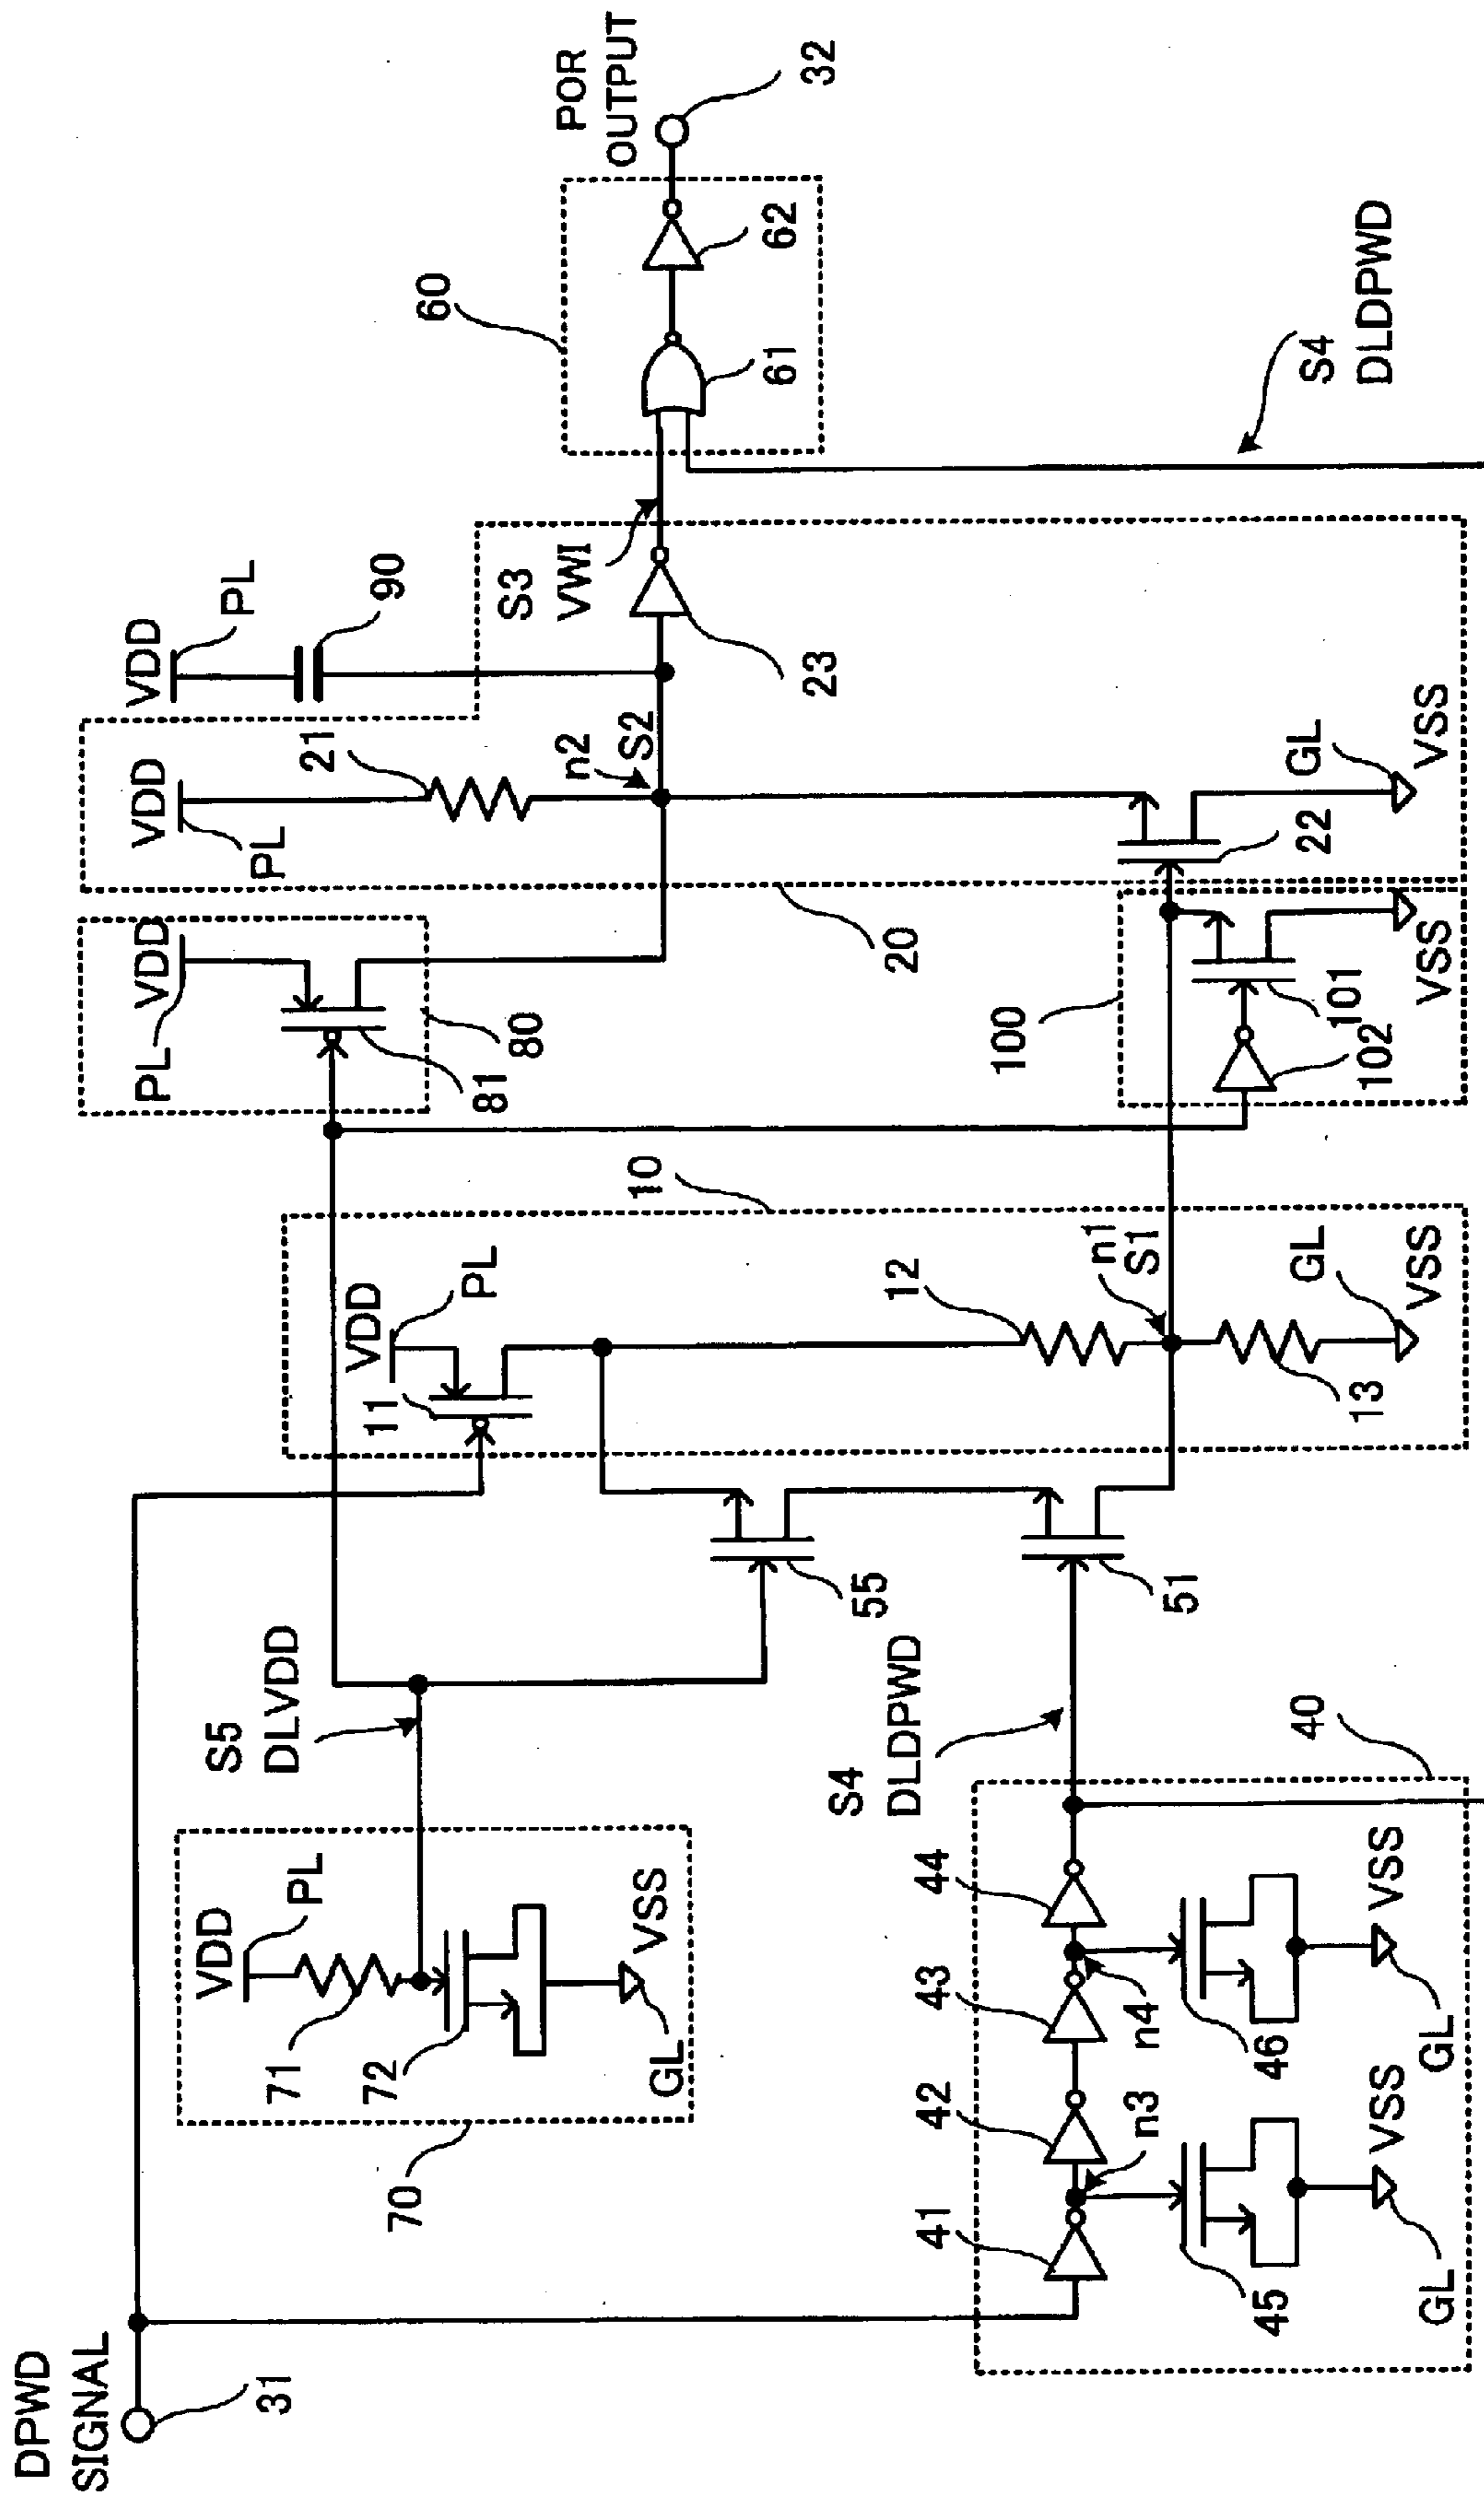 DPWD
SIGNAL
31
S5
DLVDD
VDD
PL
71
72
70
GL
VSS
S4
DLDPWD
40
41
42
43
44
n3
n4
45
46
GL
VSS
GL
VSS
55
51
10
VDD
PL
11
12
n1
S1
13
GL
VSS
PL
VDD
80
81
100
101
102
VSS
20
VDD
PL
21
n2
S2
22
GL
VSS
VDD
PL
90
S3
VWI
23
60
61
62
POR
OUTPUT
32
S4
DLDPWD